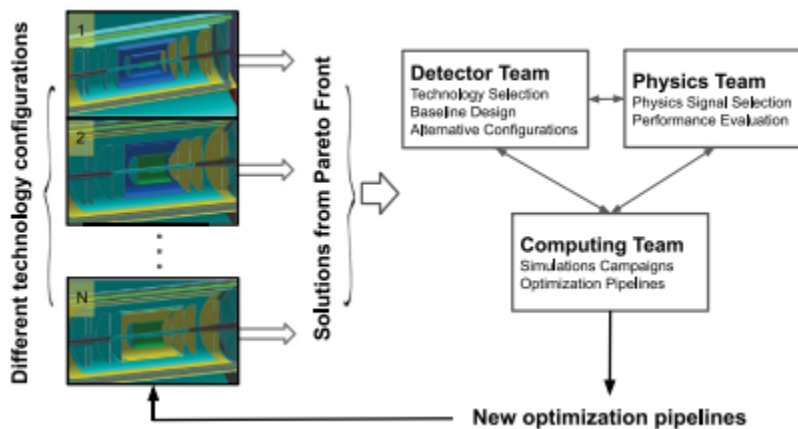 Different technology configurations
1
2
N
Solutions from Pareto Front
Detector Team
Technology Selection
Baseline Design
Alternative Configurations
Physics Team
Physics Signal Selection
Performance Evaluation
Computing Team
Simulations Campaigns
Optimization Pipelines
New optimization pipelines